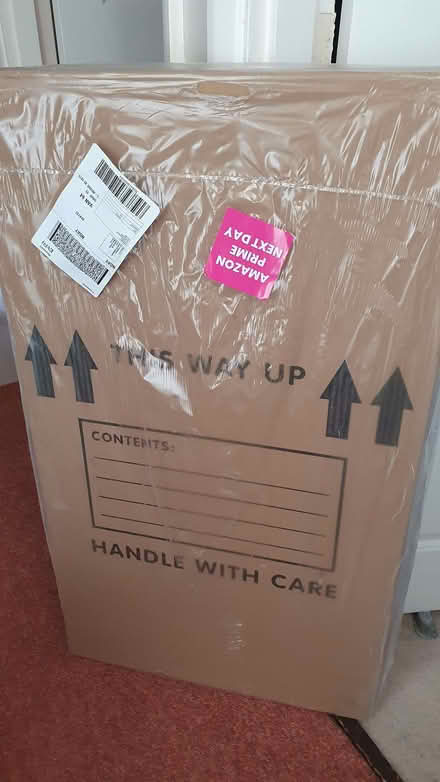 AMAZON
PRIME
NEXT DAY
THIS WAY UP
CONTENTS:
HANDLE WITH CARE